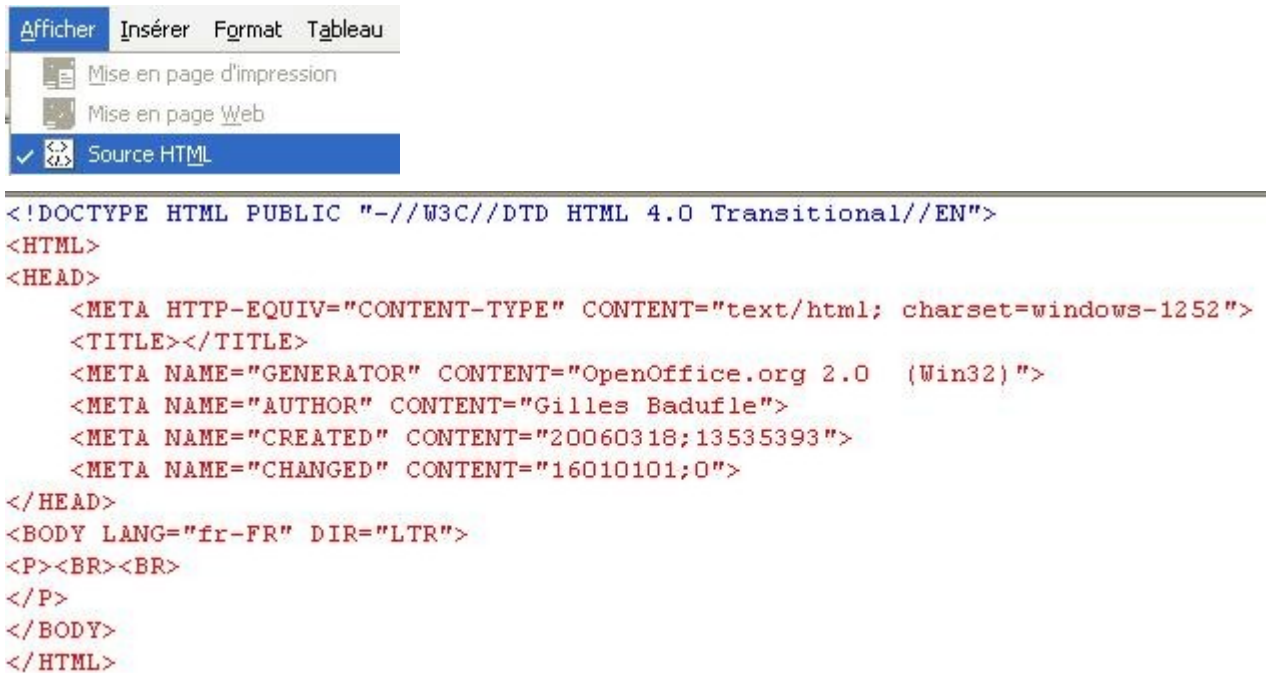 Afficher Insérer Format Tableau
Mise en page d'impression
Mise en page Web
Source HTML
<!DOCTYPE HTML PUBLIC "-//W3C//DTD HTML 4.0 Transitional//EN">
<HTML>
<HEAD>
<META HTTP-EQUIV="CONTENT-TYPE" CONTENT="text/html; charset=windows-1252">
<TITLE></TITLE>
<META NAME="GENERATOR" CONTENT="OpenOffice.org 2.0  (Win32)">
<META NAME="AUTHOR" CONTENT="Gilles Badufle">
<META NAME="CREATED" CONTENT="20060318;13535393">
<META NAME="CHANGED" CONTENT="16010101;0">
</HEAD>
<BODY LANG="fr-FR" DIR="LTR">
<P><BR><BR>
</P>
</BODY>
</HTML>